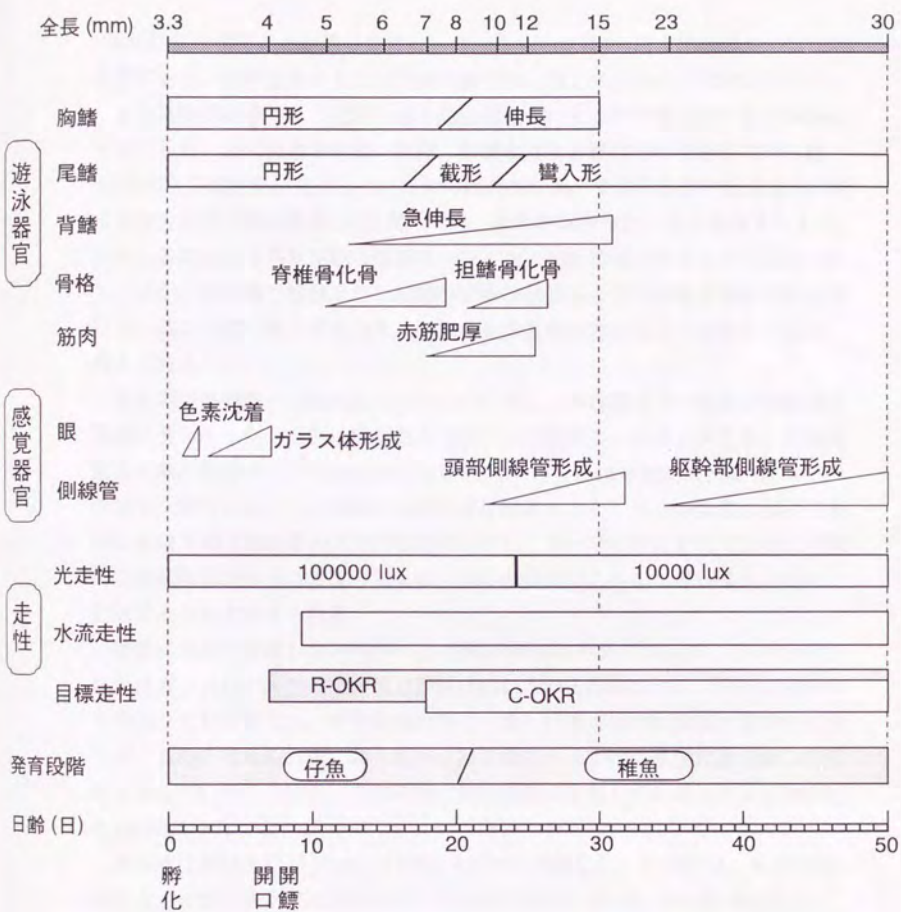 全長 (mm) 3.3 4 5 6 7 8 10 12 15 23 30
胸鰭 円形 伸長
遊泳器官
尾鰭 円形 截形 彎入形
背鰭 急伸長
骨格 脊椎骨化骨 担鰭骨化骨
筋肉 赤筋肥厚
感覚器官
眼 色素沈着 ガラス体形成
側線管 頭部側線管形成 躯幹部側線管形成
光走性 100000 lux 10000 lux
走性
水流走性
目標走性 R-OKR C-OKR
発育段階 仔魚 稚魚
日齢 (日) 0 10 20 30 40 50
孵化 開口 開鰾